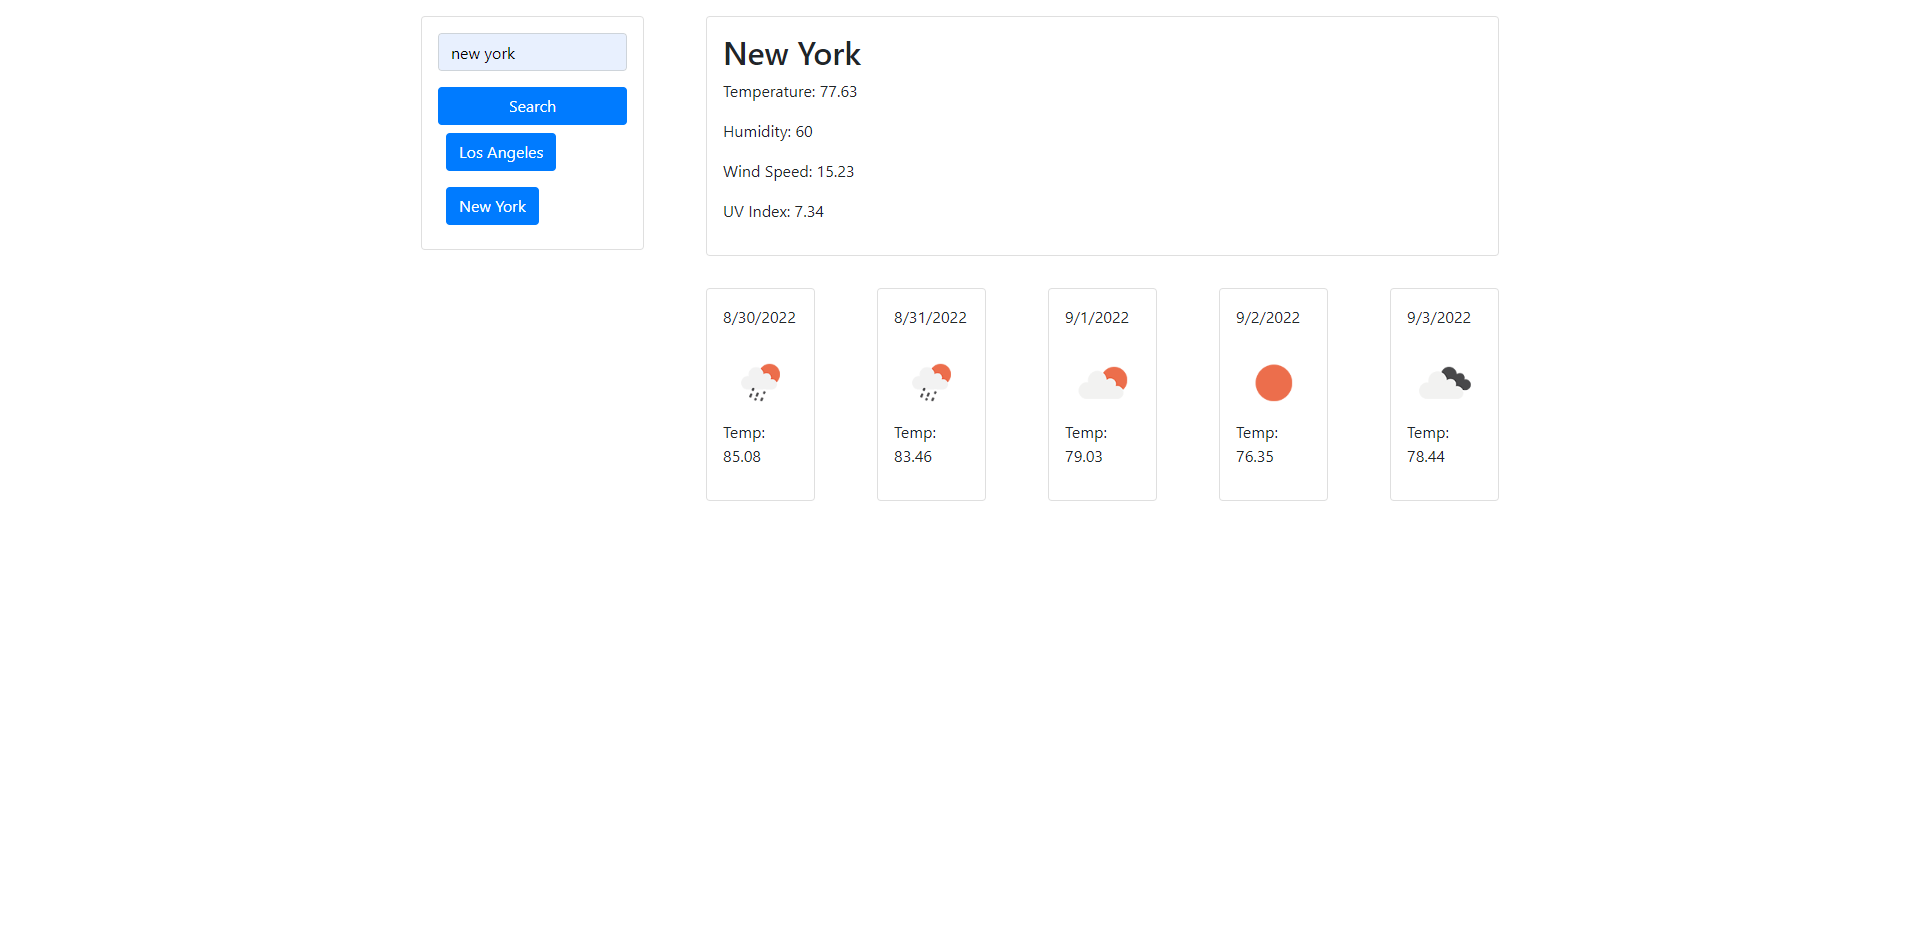 new york
Search
Los Angeles
New York
New York
Temperature: 77.63
Humidity: 60
Wind Speed: 15.23
UV Index: 7.34
8/30/2022
Temp:
85.08
8/31/2022
Temp:
83.46
9/1/2022
Temp:
79.03
9/2/2022
Temp:
76.35
9/3/2022
Temp:
78.44